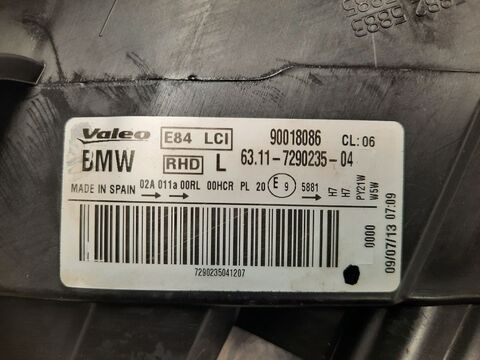 Valeo E84 LCI 90018086 CL:06
BMW RHD L 63.11-7290235-04
MADE IN SPAIN 02A 011a 00RL 00HCR PL 20 E 9 5881
H7
H7
PY21W
W5W
0000
09/07/13 07:09
7290235041207